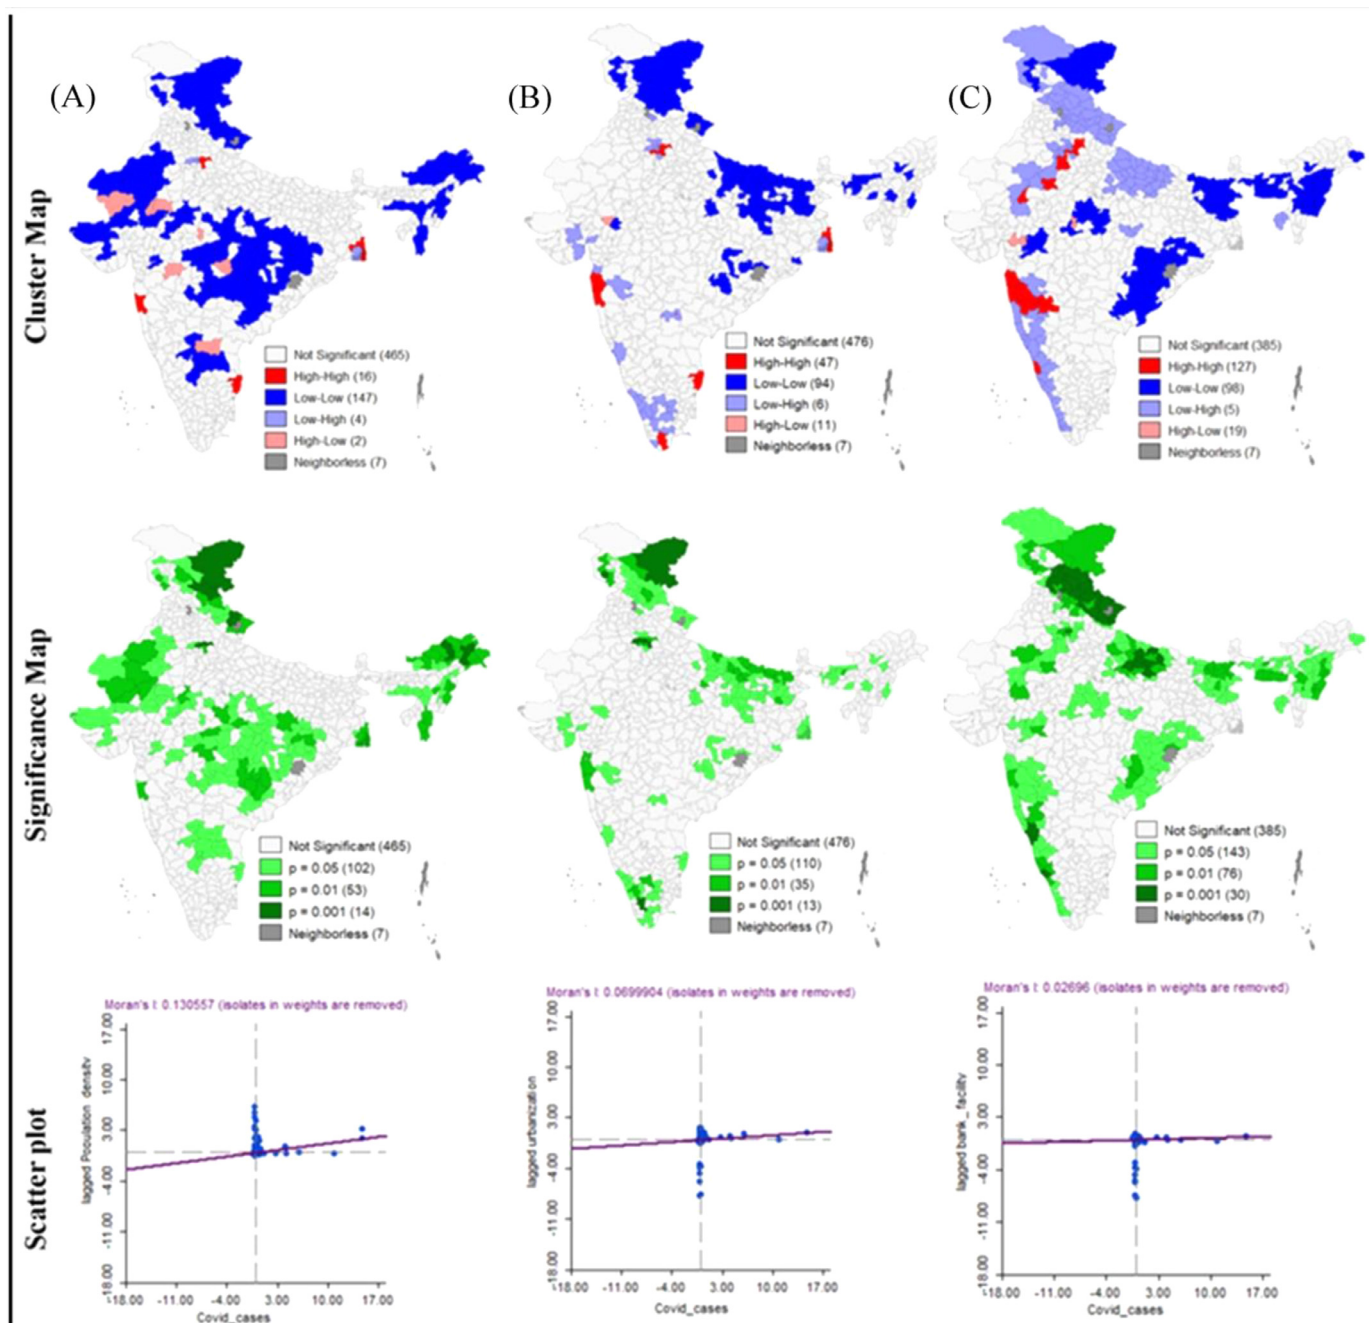 Cluster Map
(A)
Not Significant (465)
High-High (16)
Low-Low (147)
Low-High (4)
High-Low (2)
Neighborless (7)
(B)
Not Significant (476)
High-High (47)
Low-Low (94)
Low-High (6)
High-Low (11)
Neighborless (7)
(C)
Not Significant (385)
High-High (127)
Low-Low (98)
Low-High (5)
High-Low (19)
Neighborless (7)
Significance Map
Not Significant (465)
p = 0.05 (102)
p = 0.01 (53)
p = 0.001 (14)
Neighborless (7)
Not Significant (476)
p = 0.05 (110)
p = 0.01 (35)
p = 0.001 (13)
Neighborless (7)
Not Significant (385)
p = 0.05 (143)
p = 0.01 (76)
p = 0.001 (30)
Neighborless (7)
Scatter plot
Moran's I: 0.130557 (isolates in weights are removed)
lagged Population_density
17.00
10.00
3.00
-4.00
-11.00
-18.00
-18.00 -11.00 -4.00 3.00 10.00 17.00
Covid_cases
Moran's I: 0.0699904 (isolates in weights are removed)
lagged urbanization
17.00
10.00
3.00
-4.00
-11.00
-18.00
-18.00 -11.00 -4.00 3.00 10.00 17.00
Covid_cases
Moran's I: 0.02696 (isolates in weights are removed)
lagged bank_facility
17.00
10.00
3.00
-4.00
-11.00
-18.00
-18.00 -11.00 -4.00 3.00 10.00 17.00
Covid_cases